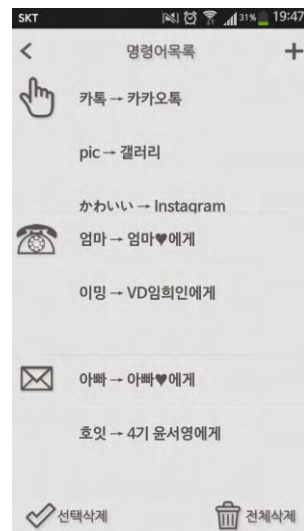 SKT 31% 19:47
명령어목록
카톡 → 카카오톡
pic → 갤러리
かわいい → Instagram
엄마 → 엄마♥에게
이밍 → VD임희인에게
아빠 → 아빠♥에게
호잇 → 4기 윤서영에게
선택삭제 전체삭제